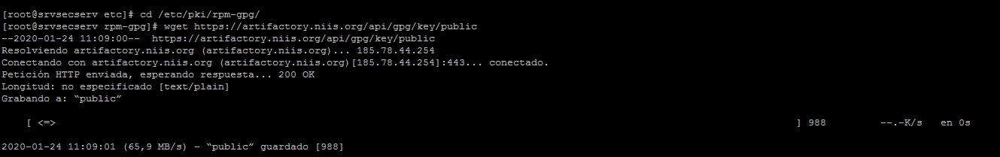 [root@srvsecserv etc]# cd /etc/pki/rpm-gpg/
[root@srvsecserv rpm-gpg]# wget https://artifactory.niis.org/api/gpg/key/public
--2020-01-24 11:09:00--  https://artifactory.niis.org/api/gpg/key/public
Resolviendo artifactory.niis.org (artifactory.niis.org)... 185.78.44.254
Conectando con artifactory.niis.org (artifactory.niis.org)[185.78.44.254]:443... conectado.
Petición HTTP enviada, esperando respuesta... 200 OK
Longitud: no especificado [text/plain]
Grabando a: “public”
[ <=> ] 988 --.-K/s en 0s
2020-01-24 11:09:01 (65,9 MB/s) - “public” guardado [988]